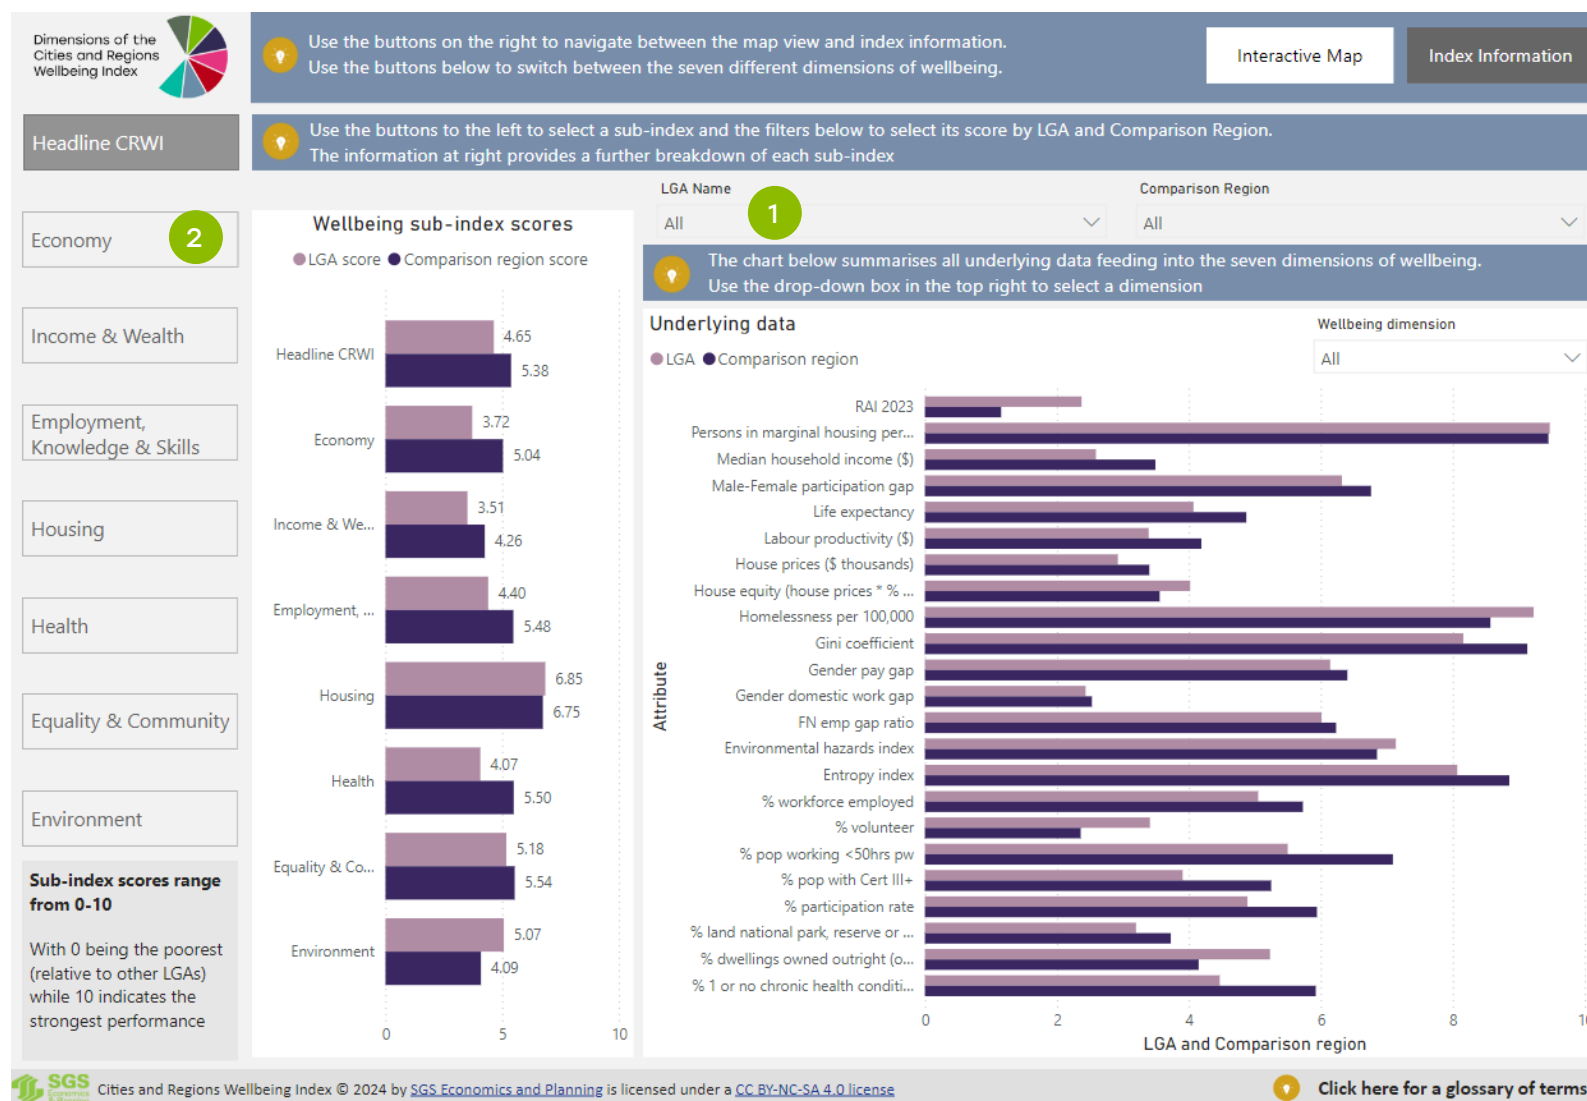 Dimensions of the
Cities and Regions
Wellbeing Index
Use the buttons on the right to navigate between the map view and index information.
Use the buttons below to switch between the seven different dimensions of wellbeing.
Interactive Map
Index Information
Headline CRWI
Use the buttons to the left to select a sub-index and the filters below to select its score by LGA and Comparison Region.
The information at right provides a further breakdown of each sub-index
LGA Name
All
1
Comparison Region
All
Economy
2
Income & Wealth
Employment,
Knowledge & Skills
Housing
Health
Equality & Community
Environment
Sub-index scores range
from 0-10
With 0 being the poorest
(relative to other LGAs)
while 10 indicates the
strongest performance
Wellbeing sub-index scores
LGA score Comparison region score
Headline CRWI
4.65
5.38
Economy
3.72
5.04
Income & We...
3.51
4.26
Employment, ...
4.40
5.48
Housing
6.85
6.75
Health
4.07
5.50
Equality & Co...
5.18
5.54
Environment
5.07
4.09
0 5 10
The chart below summarises all underlying data feeding into the seven dimensions of wellbeing.
Use the drop-down box in the top right to select a dimension
Underlying data
LGA Comparison region
Wellbeing dimension
All
Attribute
RAI 2023
Persons in marginal housing per...
Median household income ($)
Male-Female participation gap
Life expectancy
Labour productivity ($)
House prices ($ thousands)
House equity (house prices * % ...
Homelessness per 100,000
Gini coefficient
Gender pay gap
Gender domestic work gap
FN emp gap ratio
Environmental hazards index
Entropy index
% workforce employed
% volunteer
% pop working <50hrs pw
% pop with Cert III+
% participation rate
% land national park, reserve or ...
% dwellings owned outright (o...
% 1 or no chronic health conditi...
0 2 4 6 8
LGA and Comparison region
SGS
Cities and Regions Wellbeing Index © 2024 by SGS Economics and Planning is licensed under a CC BY-NC-SA 4.0 license
Click here for a glossary of terms